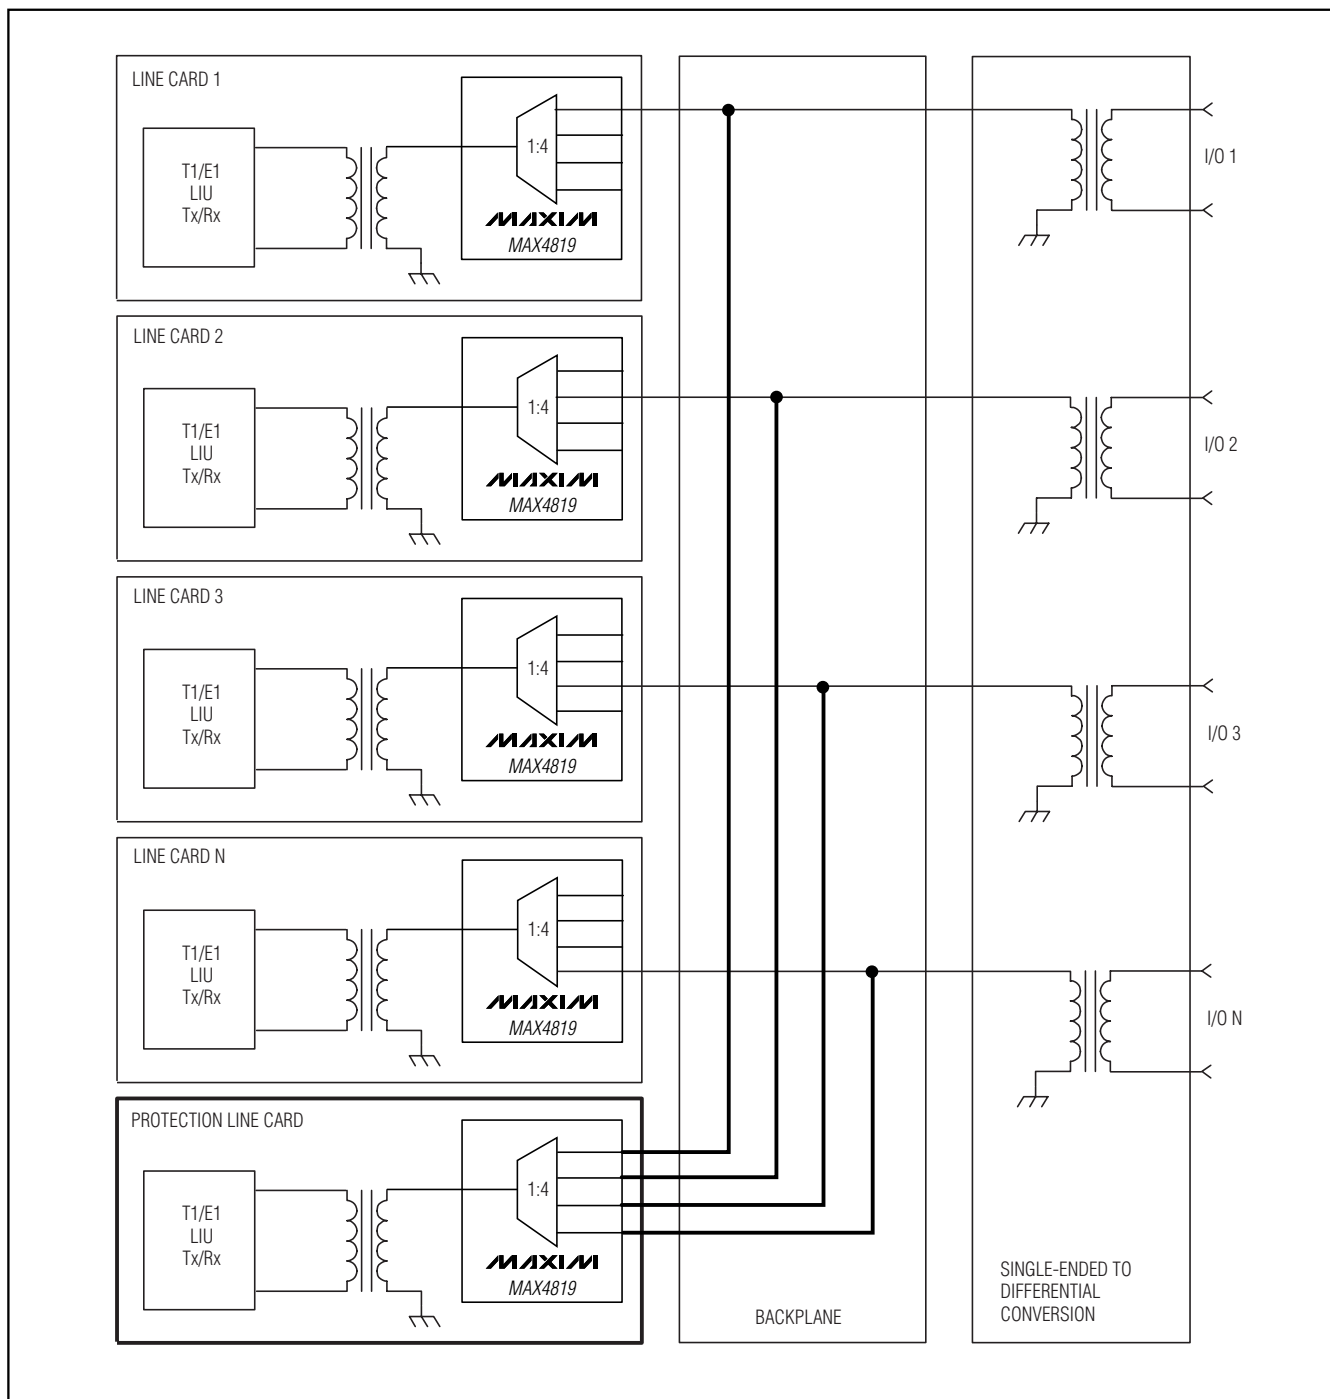 LINE CARD 1
T1/E1
LIU
Tx/Rx
1:4
MAXIM
MAX4819
I/O 1
LINE CARD 2
T1/E1
LIU
Tx/Rx
1:4
MAXIM
MAX4819
I/O 2
LINE CARD 3
T1/E1
LIU
Tx/Rx
1:4
MAXIM
MAX4819
I/O 3
LINE CARD N
T1/E1
LIU
Tx/Rx
1:4
MAXIM
MAX4819
I/O N
PROTECTION LINE CARD
T1/E1
LIU
Tx/Rx
1:4
MAXIM
MAX4819
BACKPLANE
SINGLE-ENDED TO
DIFFERENTIAL
CONVERSION